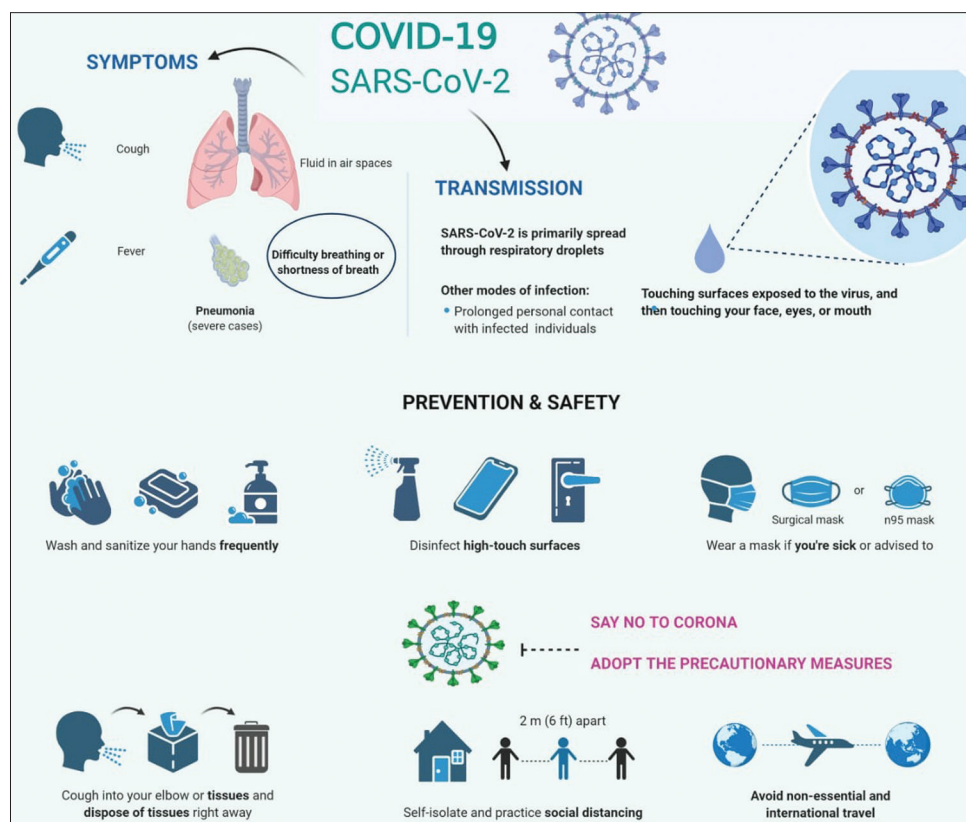 COVID-19
SARS-CoV-2
SYMPTOMS
Cough
Fluid in air spaces
Fever
Difficulty breathing or
shortness of breath
Pneumonia
(severe cases)
TRANSMISSION
SARS-CoV-2 is primarily spread
through respiratory droplets
Other modes of infection:
• Prolonged personal contact
with infected individuals
Touching surfaces exposed to the virus, and
then touching your face, eyes, or mouth
PREVENTION & SAFETY
Wash and sanitize your hands frequently
Disinfect high-touch surfaces
or
Surgical mask
n95 mask
Wear a mask if you're sick or advised to
SAY NO TO CORONA
ADOPT THE PRECAUTIONARY MEASURES
Cough into your elbow or tissues and
dispose of tissues right away
2 m (6 ft) apart
Self-isolate and practice social distancing
Avoid non-essential and
international travel